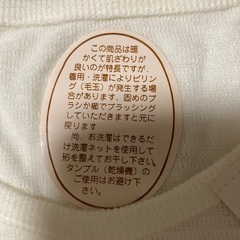 この商品は暖
かくて肌ざわりが
良いのが特長ですが、
着用・洗濯によりピリン
グ（毛玉）が発生する場
合があります。固めのブラ
シか櫛でブラッシング
していただきますと元に
戻ります
尚、お洗濯はできるだ
け洗濯ネットを使用して
形を整えてお干し下さい。
タンブル（乾燥機）の
ご使用はお避け下
さい。